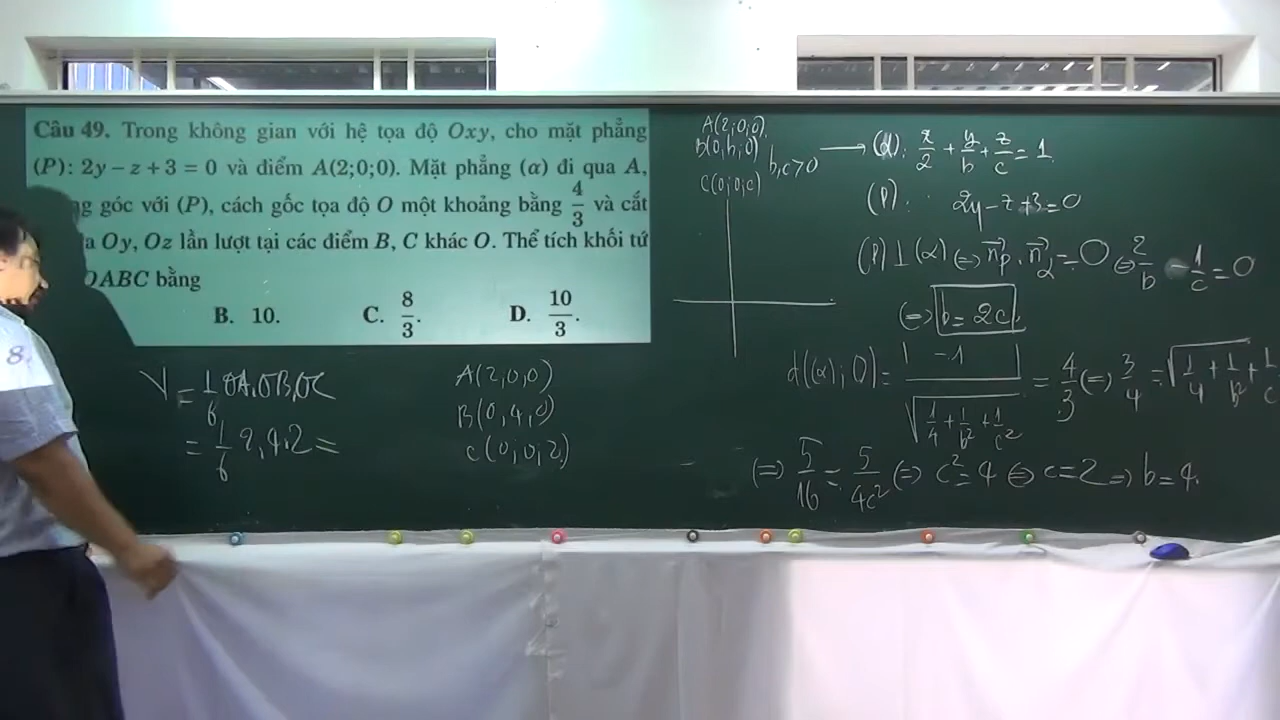 Câu 49. Trong không gian với hệ tọa độ Oxy, cho mặt phẳng
(P): 2y − z + 3 = 0 và điểm A(2;0;0). Mặt phẳng (α) đi qua A,
góc với (P), cách gốc tọa độ O một khoảng bằng 4/3 và cắt
Oy, Oz lần lượt tại các điểm B, C khác O. Thể tích khối tứ
OABC bằng
B. 10. C. 8/3. D. 10/3.
V = 1/6 OA.OB.OC
= 1/6 2.4.2 =
A(2,0,0)
B(0,4,0)
C(0,0,2)
A(2;0;0)
B(0;b;0)
C(0;0;c)
b,c>0 → (α): x/2 + y/b + z/c = 1
(P): 2y − z + 3 = 0
(P) ⊥ (α) ⇔ n⃗p . n⃗α = 0 ⇔ 2/b − 1/c = 0
⇔ b = 2c
d((α); O) = |−1| / √(1/4 + 1/b² + 1/c²) = 4/3 ⇔ 3/4 = √(1/4 + 1/b² + 1/c
⇔ 5/16 = 5/4c² ⇔ c² = 4 ⇔ c = 2 ⇒ b = 4.